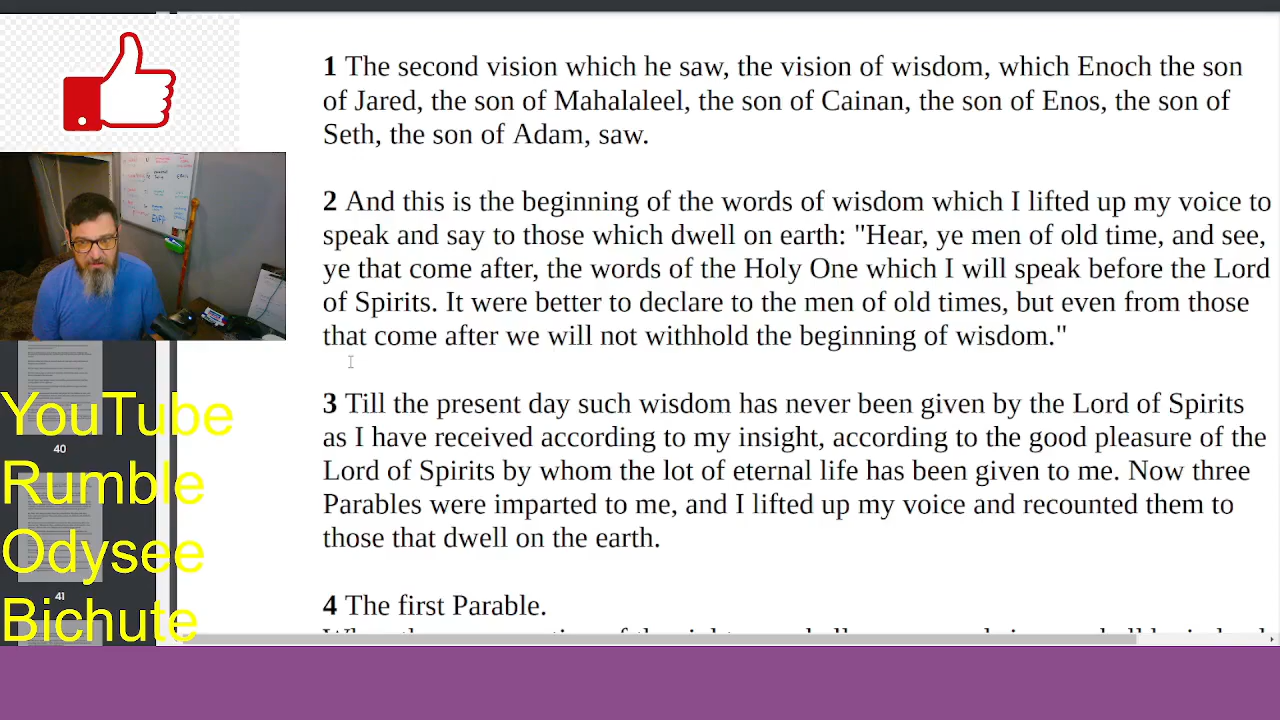 1 The second vision which he saw, the vision of wisdom, which Enoch the son
of Jared, the son of Mahalaleel, the son of Cainan, the son of Enos, the son of
Seth, the son of Adam, saw.
2 And this is the beginning of the words of wisdom which I lifted up my voice to
speak and say to those which dwell on earth: "Hear, ye men of old time, and see,
ye that come after, the words of the Holy One which I will speak before the Lord
of Spirits. It were better to declare to the men of old times, but even from those
that come after we will not withhold the beginning of wisdom."
3 Till the present day such wisdom has never been given by the Lord of Spirits
as I have received according to my insight, according to the good pleasure of the
Lord of Spirits by whom the lot of eternal life has been given to me. Now three
Parables were imparted to me, and I lifted up my voice and recounted them to
those that dwell on the earth.
4 The first Parable.
YouTube
40
Rumble
Odysee
41
Bichute